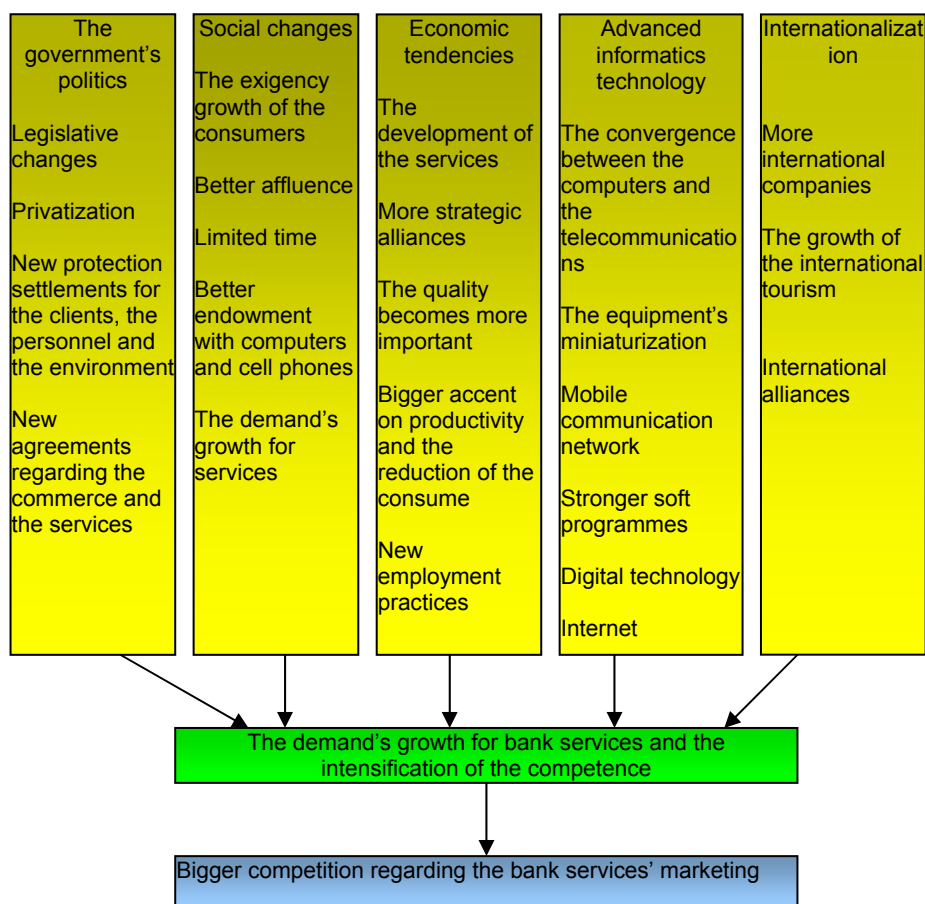 The
government's
politics
Legislative
changes
Privatization
New protection
settlements for
the clients, the
personnel and
the environment
New
agreements
regarding the
commerce and
the services
Social changes
The exigency
growth of the
consumers
Better affluence
Limited time
Better
endowment
with computers
and cell phones
The demand's
growth for
services
Economic
tendencies
The
development of
the services
More strategic
alliances
The quality
becomes more
important
Bigger accent
on productivity
and the
reduction of the
consume
New
employment
practices
Advanced
informatics
technology
The convergence
between the
computers and
the
telecommunicatio
ns
The equipment's
miniaturization
Mobile
communication
network
Stronger soft
programmes
Digital technology
Internet
Internationalizat
ion
More
international
companies
The growth of
the international
tourism
International
alliances
The demand's growth for bank services and the
intensification of the competence
Bigger competition regarding the bank services' marketing